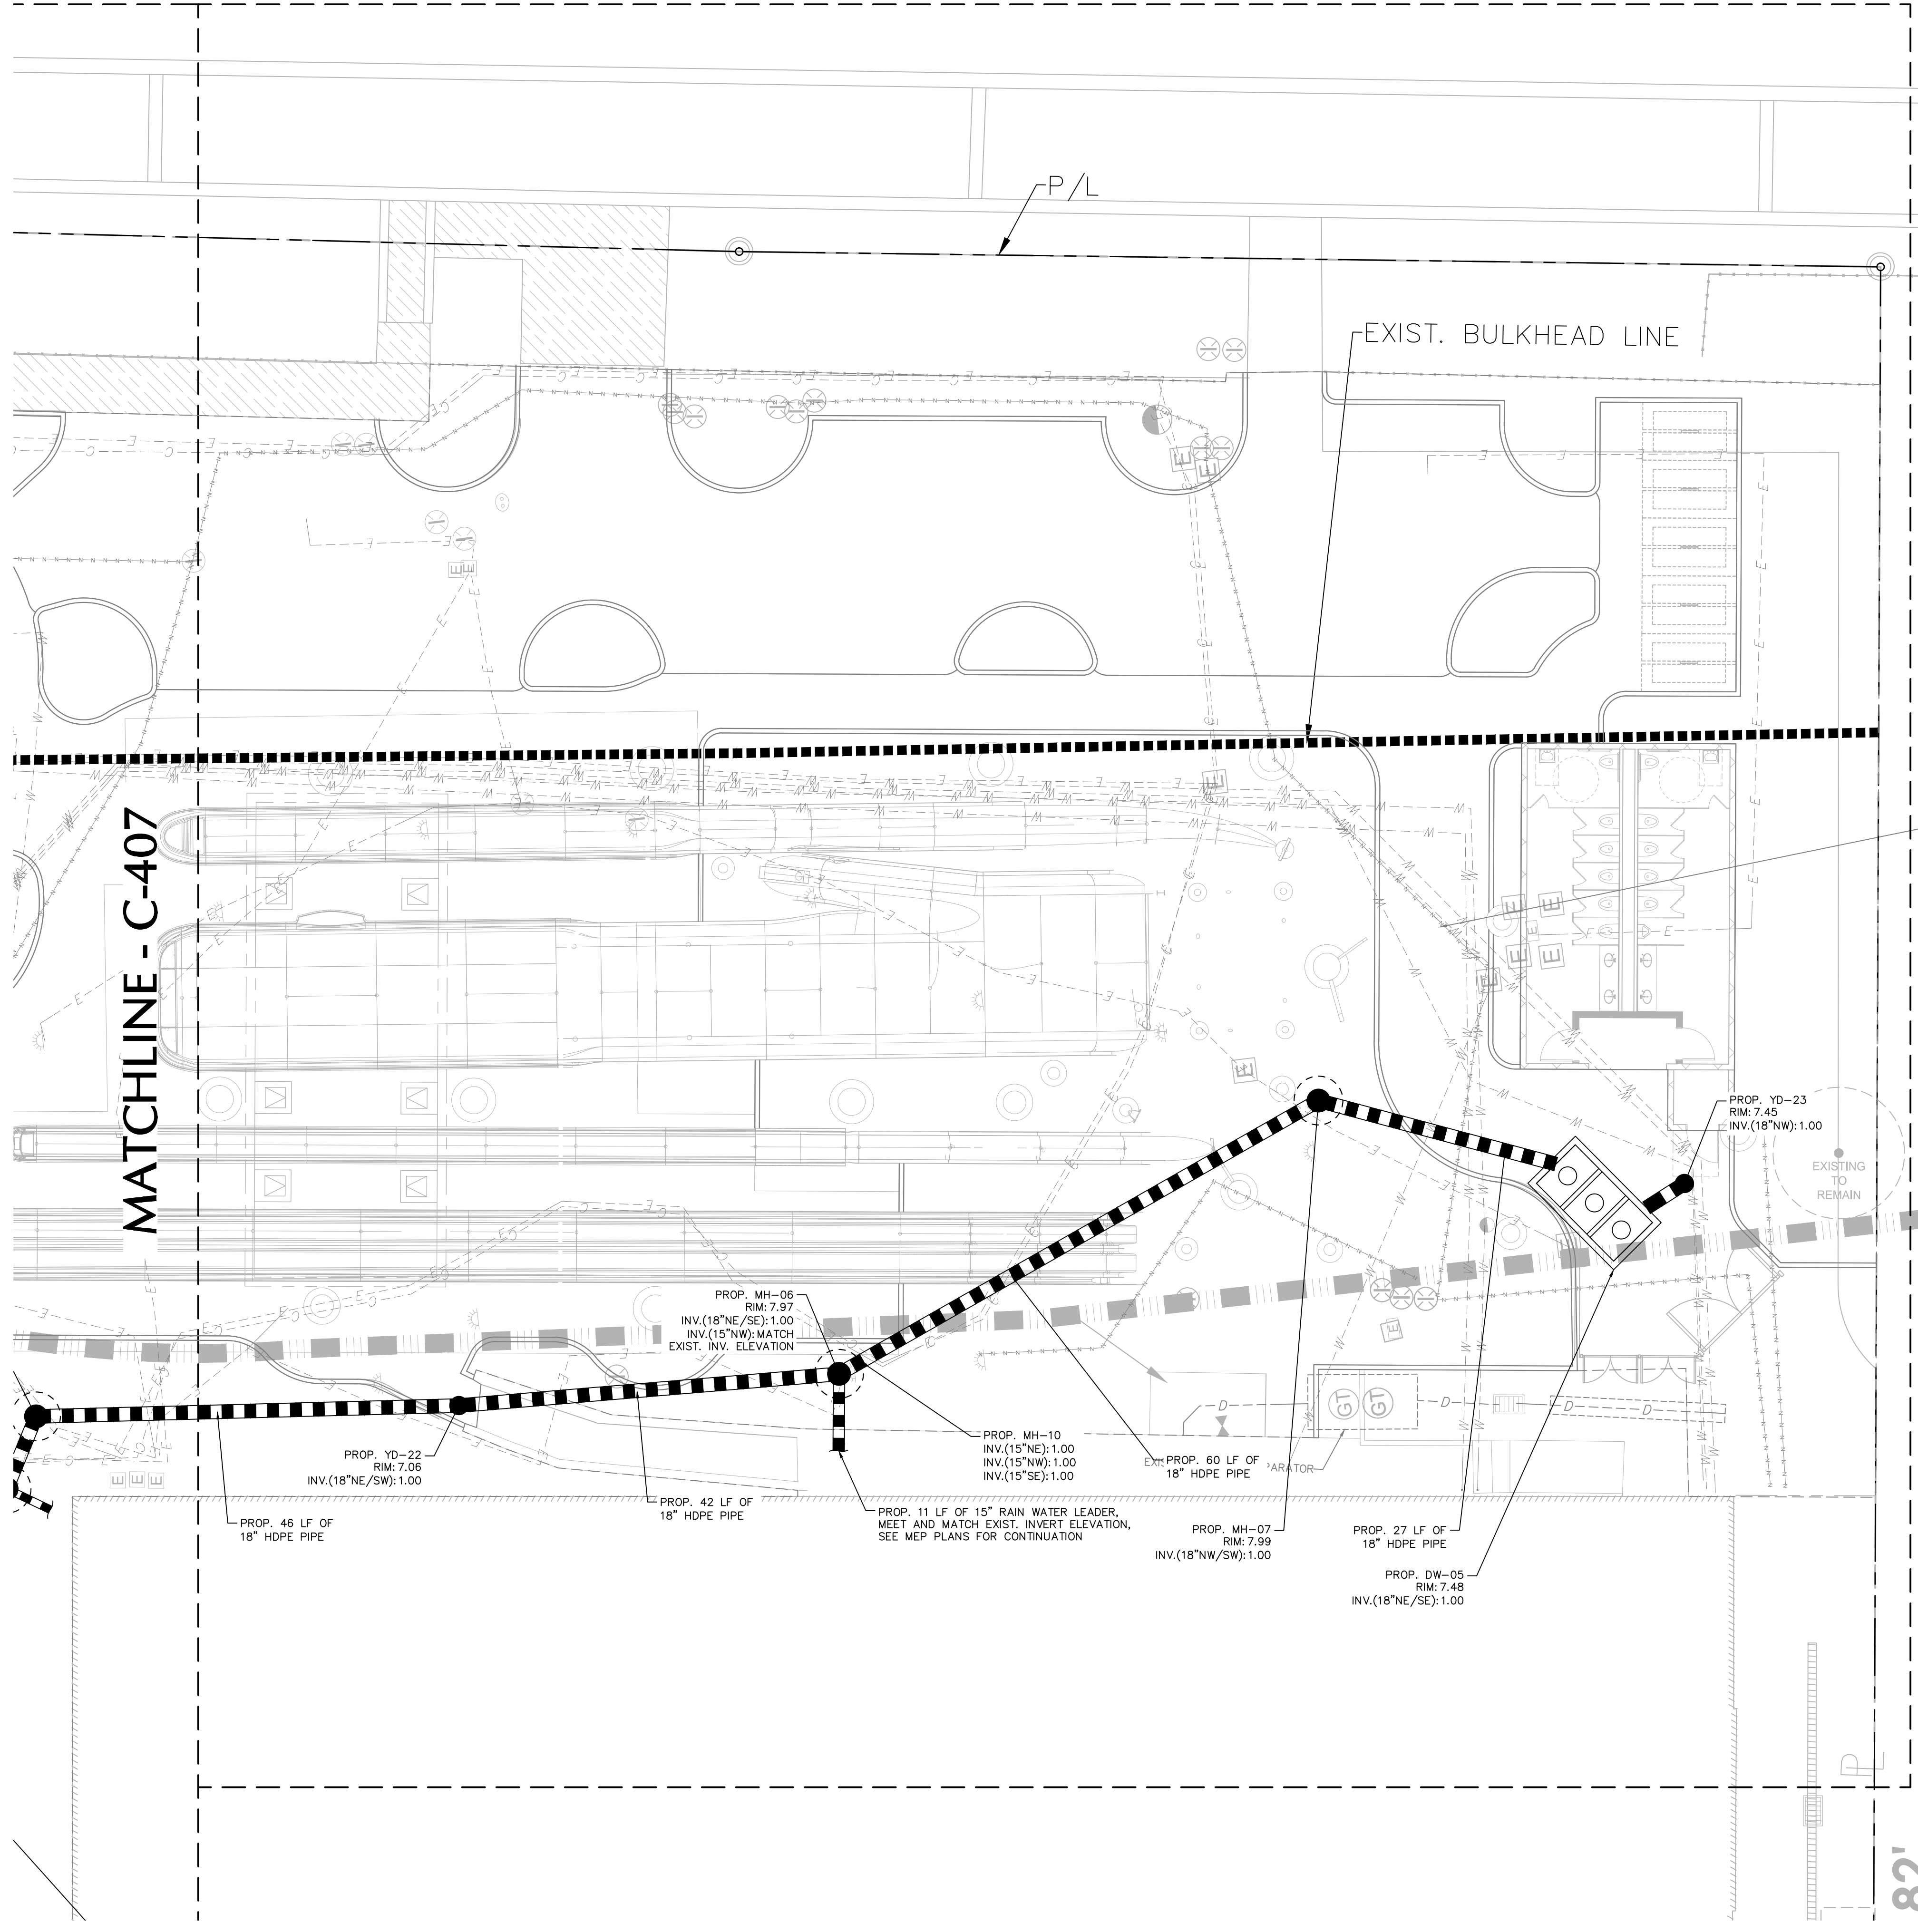 P/L
EXIST. BULKHEAD LINE
MATCHLINE - C-407
PROP. YD-23
RIM: 7.45
INV.(18"NW):1.00
EXISTING
TO
REMAIN
PROP. MH-06
RIM: 7.97
INV.(18"NE/SE):1.00
INV.(15"NW): MATCH
EXIST. INV. ELEVATION
PROP. YD-22
RIM: 7.06
INV.(18"NE/SW):1.00
PROP. MH-10
INV.(15"NE):1.00
INV.(15"NW):1.00
INV.(15"SE):1.00
PROP. 60 LF OF
18" HDPE PIPE
GT
GT
D
D
D
PROP. 46 LF OF
18" HDPE PIPE
PROP. 42 LF OF
18" HDPE PIPE
PROP. 11 LF OF 15" RAIN WATER LEADER,
MEET AND MATCH EXIST. INVERT ELEVATION,
SEE MEP PLANS FOR CONTINUATION
PROP. MH-07
RIM: 7.99
INV.(18"NW/SW):1.00
PROP. 27 LF OF
18" HDPE PIPE
PROP. DW-05
RIM: 7.48
INV.(18"NE/SE):1.00
82'